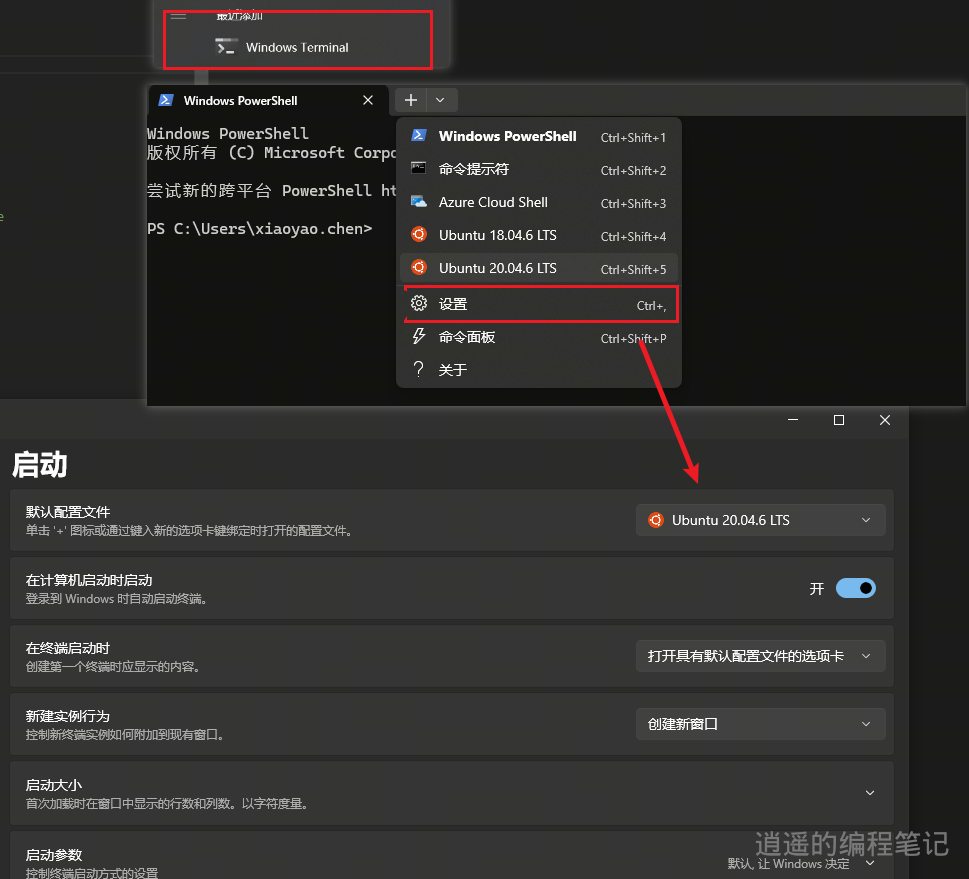 最近添加
Windows Terminal
Windows PowerShell
Windows PowerShell
版权所有 (C) Microsoft Corpo
尝试新的跨平台 PowerShell ht
PS C:\Users\xiaoyao.chen>
Windows PowerShell Ctrl+Shift+1
命令提示符 Ctrl+Shift+2
Azure Cloud Shell Ctrl+Shift+3
Ubuntu 18.04.6 LTS Ctrl+Shift+4
Ubuntu 20.04.6 LTS Ctrl+Shift+5
设置 Ctrl+,
命令面板 Ctrl+Shift+P
关于
e
启动
默认配置文件
单击 '+' 图标或通过键入新的选项卡键绑定时打开的配置文件。
Ubuntu 20.04.6 LTS
在计算机启动时启动
登录到 Windows 时自动启动终端。
开
在终端启动时
创建第一个终端时应显示的内容。
打开具有默认配置文件的选项卡
新建实例行为
控制新终端实例如何附加到现有窗口。
创建新窗口
启动大小
首次加载时在窗口中显示的行数和列数。以字符度量。
启动参数
控制终端启动方式的设置
默认, 让 Windows 决定
逍遥的编程笔记